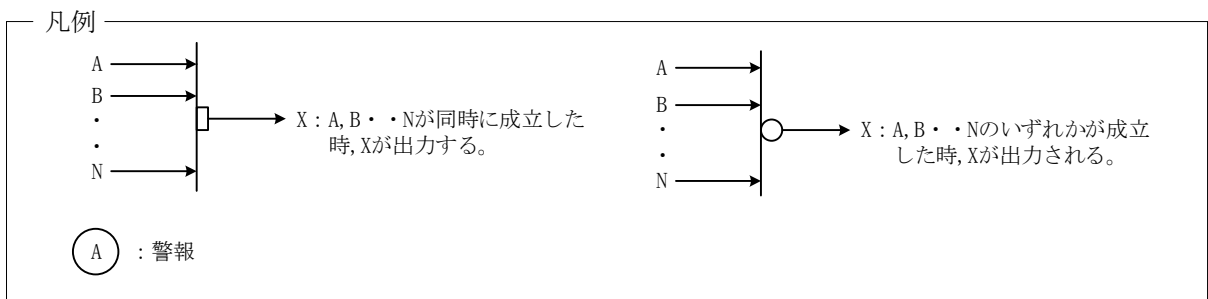 凡例
A
B
・
・
N
X：A,B・・Nが同時に成立した
時,Xが出力する。
A
B
・
・
N
X：A,B・・Nのいずれかが成立
した時,Xが出力される。
A ：警報